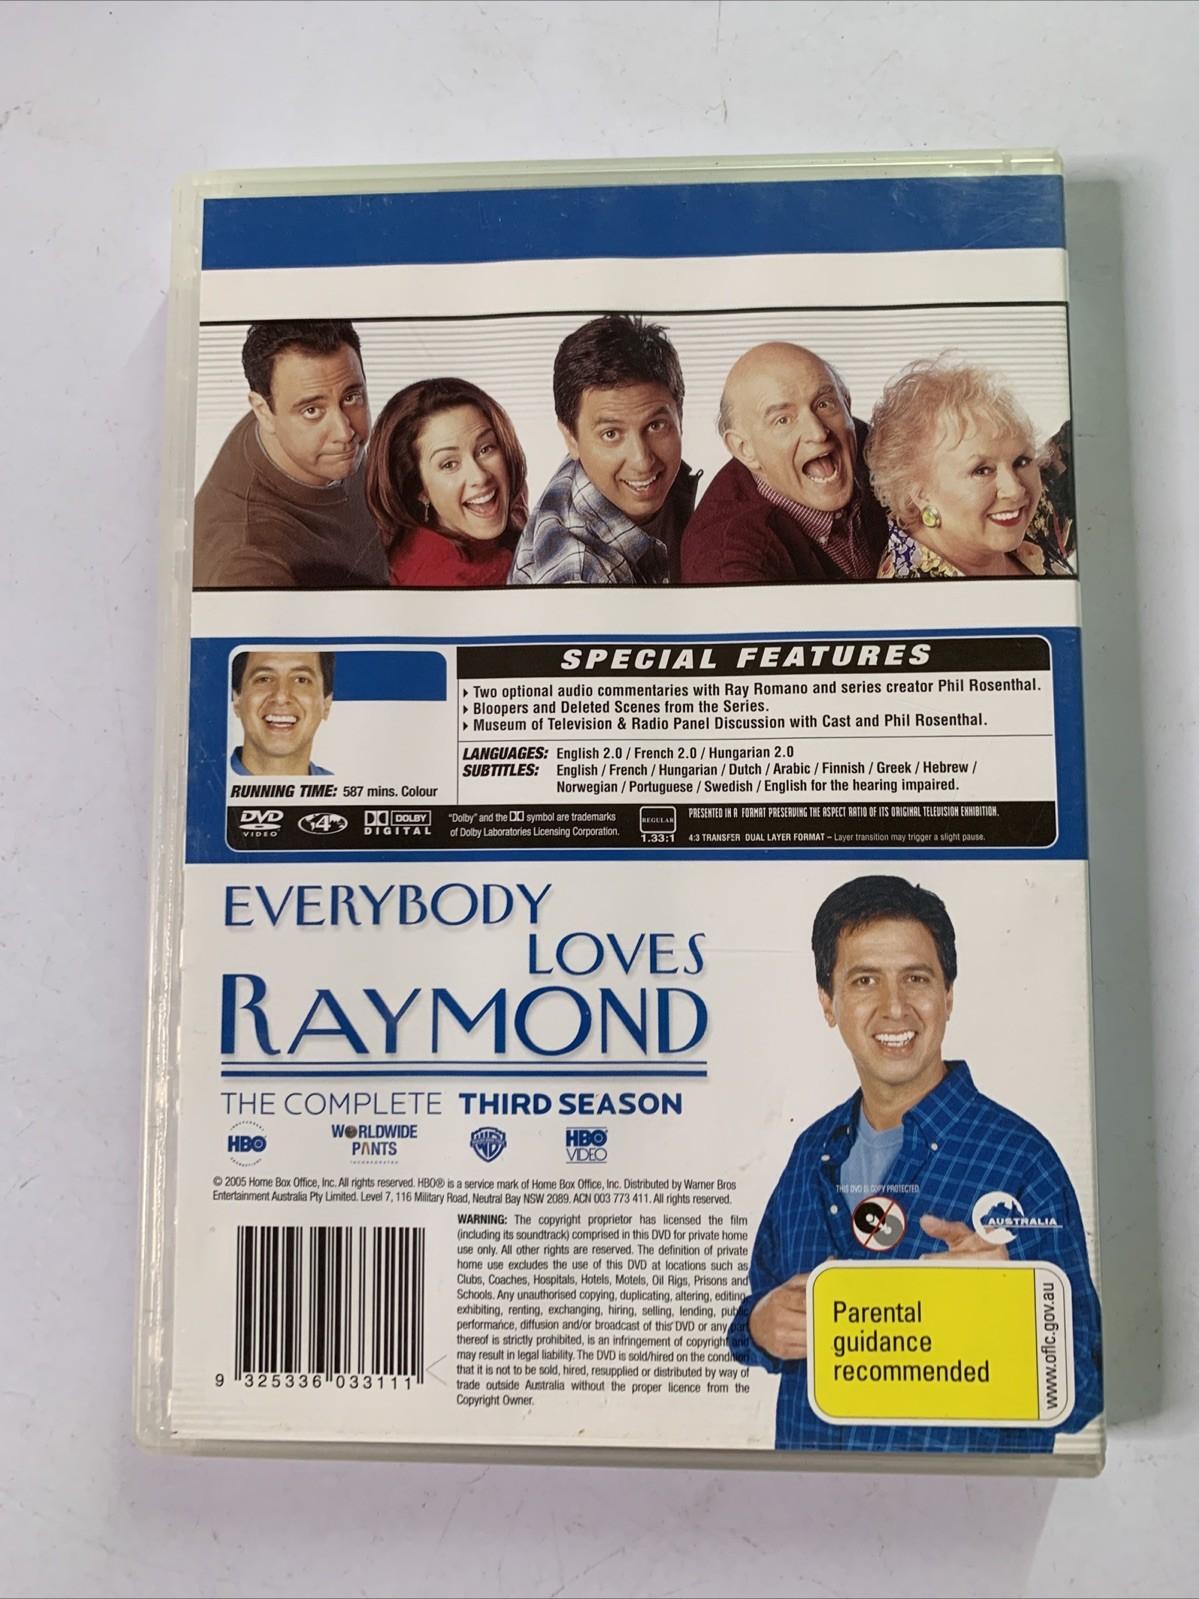 SPECIAL FEATURES
Two optional audio commentaries with Ray Romano and series creator Phil Rosenthal.
Bloopers and Deleted Scenes from the Series.
Museum of Television & Radio Panel Discussion with Cast and Phil Rosenthal.
LANGUAGES: English 2.0 / French 2.0 / Hungarian 2.0
SUBTITLES: English / French / Hungarian / Dutch / Arabic / Finnish / Greek / Hebrew /
Norwegian / Portuguese / Swedish / English for the hearing impaired.
RUNNING TIME: 587 mins. Colour
DVD
VIDEO
4
DOLBY
DIGITAL
"Dolby" and the DD symbol are trademarks
of Dolby Laboratories Licensing Corporation.
REGULAR
1.33:1
PRESENTED IN A FORMAT PRESERVING THE ASPECT RATIO OF ITS ORIGINAL TELEVISION EXHIBITION.
4:3 TRANSFER DUAL LAYER FORMAT – Layer transition may trigger a slight pause.
EVERYBODY
LOVES
RAYMOND
THE COMPLETE THIRD SEASON
HBO
WORLDWIDE
PANTS
WB
HBO
VIDEO
© 2005 Home Box Office, Inc. All rights reserved. HBO® is a service mark of Home Box Office, Inc. Distributed by Warner Bros
Entertainment Australia Pty Limited. Level 7, 116 Military Road, Neutral Bay NSW 2089. ACN 003 773 411. All rights reserved.
WARNING: The copyright proprietor has licensed the film
(including its soundtrack) comprised in this DVD for private home
use only. All other rights are reserved. The definition of private
home use excludes the use of this DVD at locations such as
Clubs, Coaches, Hospitals, Hotels, Motels, Oil Rigs, Prisons and
Schools. Any unauthorised copying, duplicating, altering, editing,
exhibiting, renting, exchanging, hiring, selling, lending, public
performance, diffusion and/or broadcast of this DVD or any part
thereof is strictly prohibited, is an infringement of copyright and
may result in legal liability. The DVD is sold/hired on the condition
that it is not to be sold, hired, resupplied or distributed by way of
trade outside Australia without the proper licence from the
Copyright Owner.
9 325336 033111
THIS DVD IS COPY PROTECTED
AUSTRALIA
Parental
guidance
recommended
www.oflc.gov.au